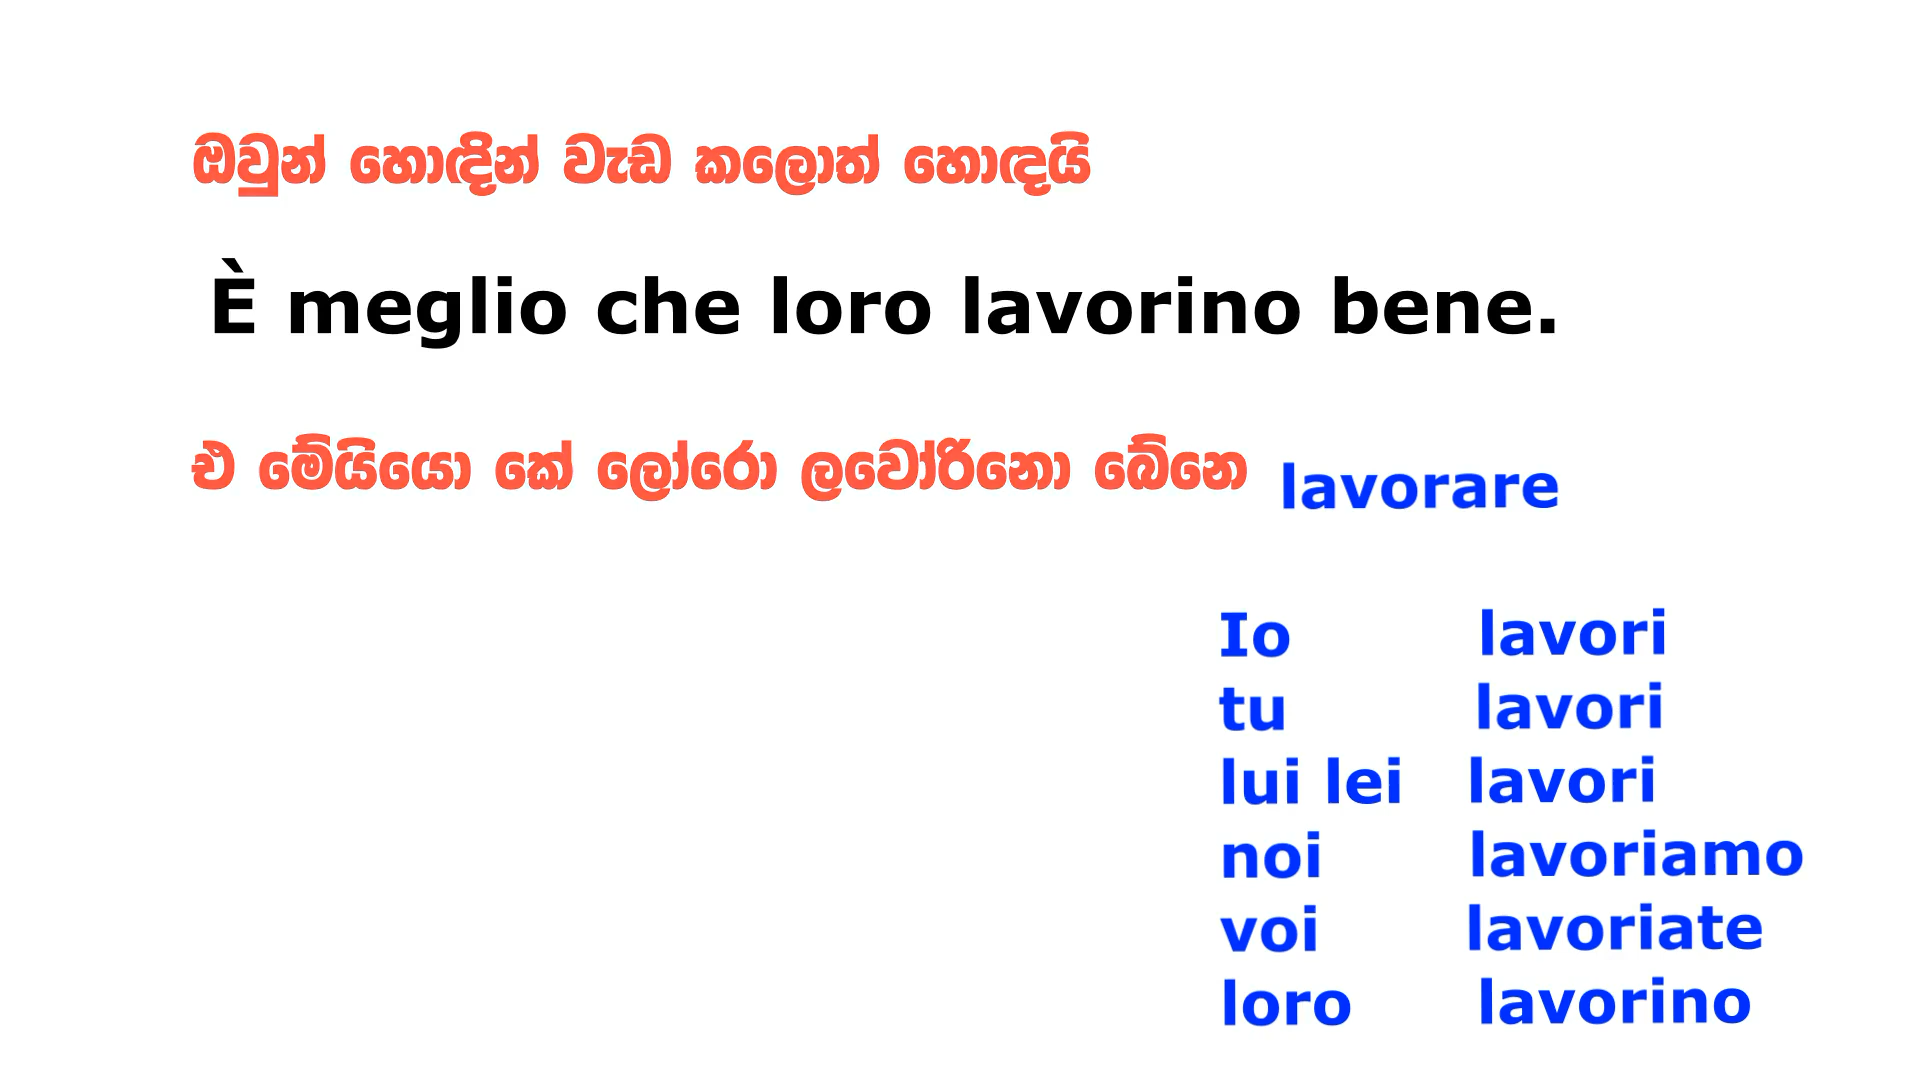 ඔවුන් හොඳින් වැඩ කලොත් හොඳයි
È meglio che loro lavorino bene.
එ මේයියො කේ ලෝරො ලවෝරිනො බේනෙ
lavorare
Io lavori
tu lavori
lui lei lavori
noi lavoriamo
voi lavoriate
loro lavorino